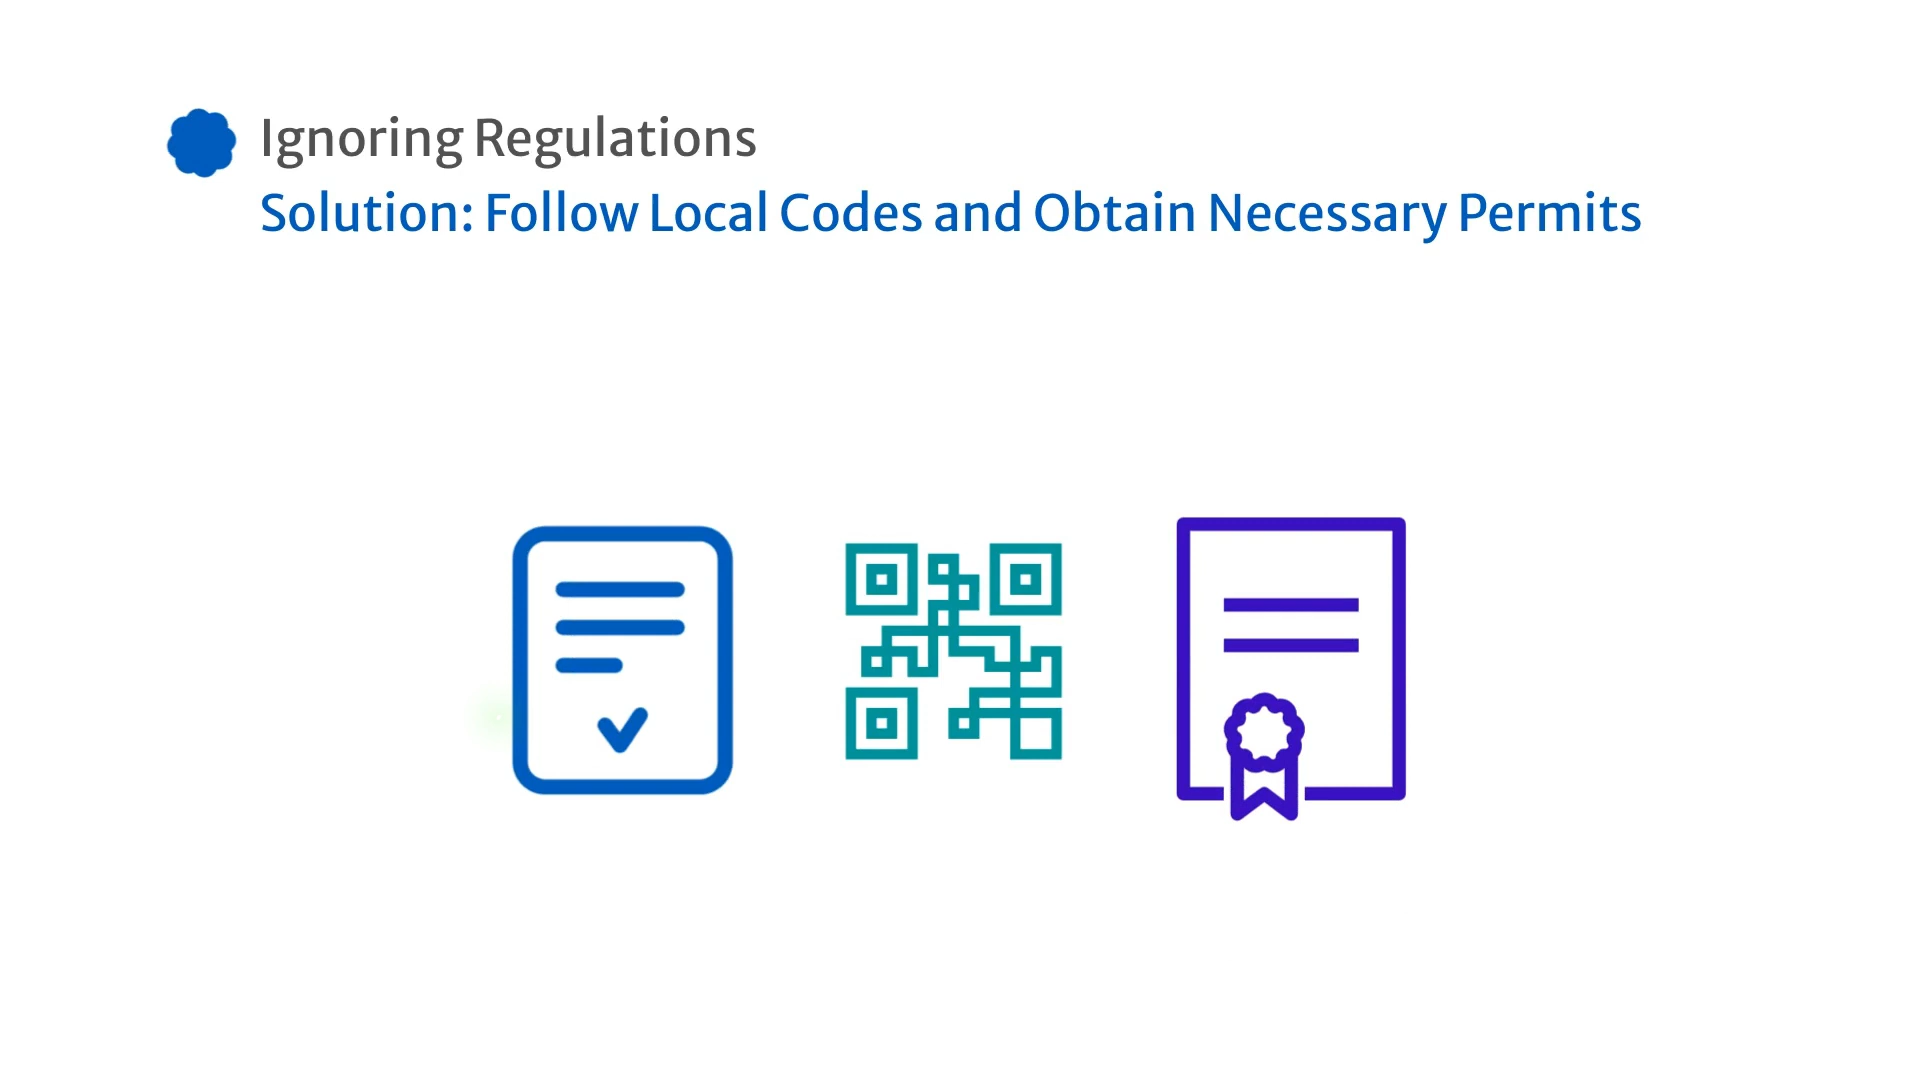 Ignoring Regulations
Solution: Follow Local Codes and Obtain Necessary Permits